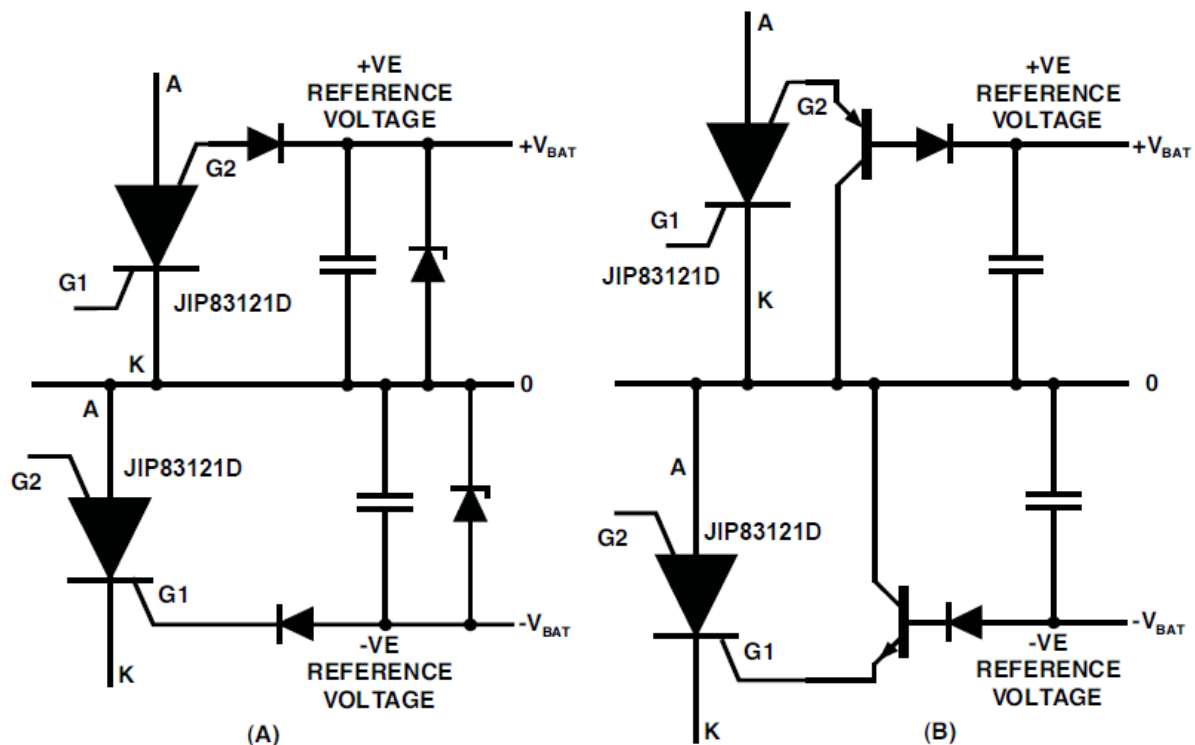 A
+VE
REFERENCE
VOLTAGE
G2
+VBAT
G1
JIP83121D
K
0
A
G2
JIP83121D
G1
-VBAT
-VE
REFERENCE
VOLTAGE
K
(A)
A
+VE
REFERENCE
VOLTAGE
G2
+VBAT
G1
JIP83121D
K
0
A
G2
JIP83121D
G1
-VBAT
-VE
REFERENCE
VOLTAGE
K
(B)